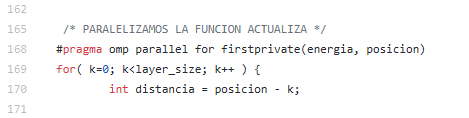 162
165 /* PARALELIZAMOS LA FUNCION ACTUALIZA */
168 #pragma omp parallel for firstprivate(energia, posicion)
169 for( k=0; k<layer_size; k++ ) {
170 int distancia = posicion - k;
171